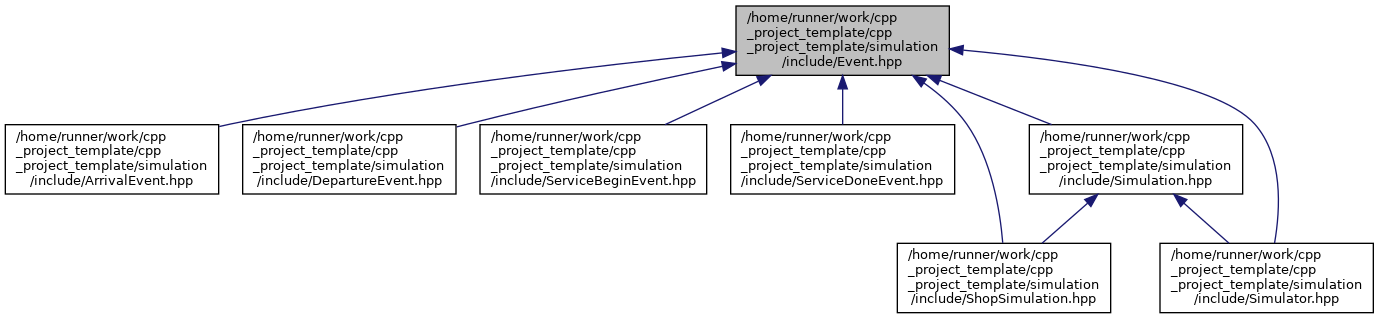 /home/runner/work/cpp
_project_template/cpp
_project_template/simulation
/include/Event.hpp
/home/runner/work/cpp
_project_template/cpp
_project_template/simulation
/include/ArrivalEvent.hpp
/home/runner/work/cpp
_project_template/cpp
_project_template/simulation
/include/DepartureEvent.hpp
/home/runner/work/cpp
_project_template/cpp
_project_template/simulation
/include/ServiceBeginEvent.hpp
/home/runner/work/cpp
_project_template/cpp
_project_template/simulation
/include/ServiceDoneEvent.hpp
/home/runner/work/cpp
_project_template/cpp
_project_template/simulation
/include/Simulation.hpp
/home/runner/work/cpp
_project_template/cpp
_project_template/simulation
/include/ShopSimulation.hpp
/home/runner/work/cpp
_project_template/cpp
_project_template/simulation
/include/Simulator.hpp